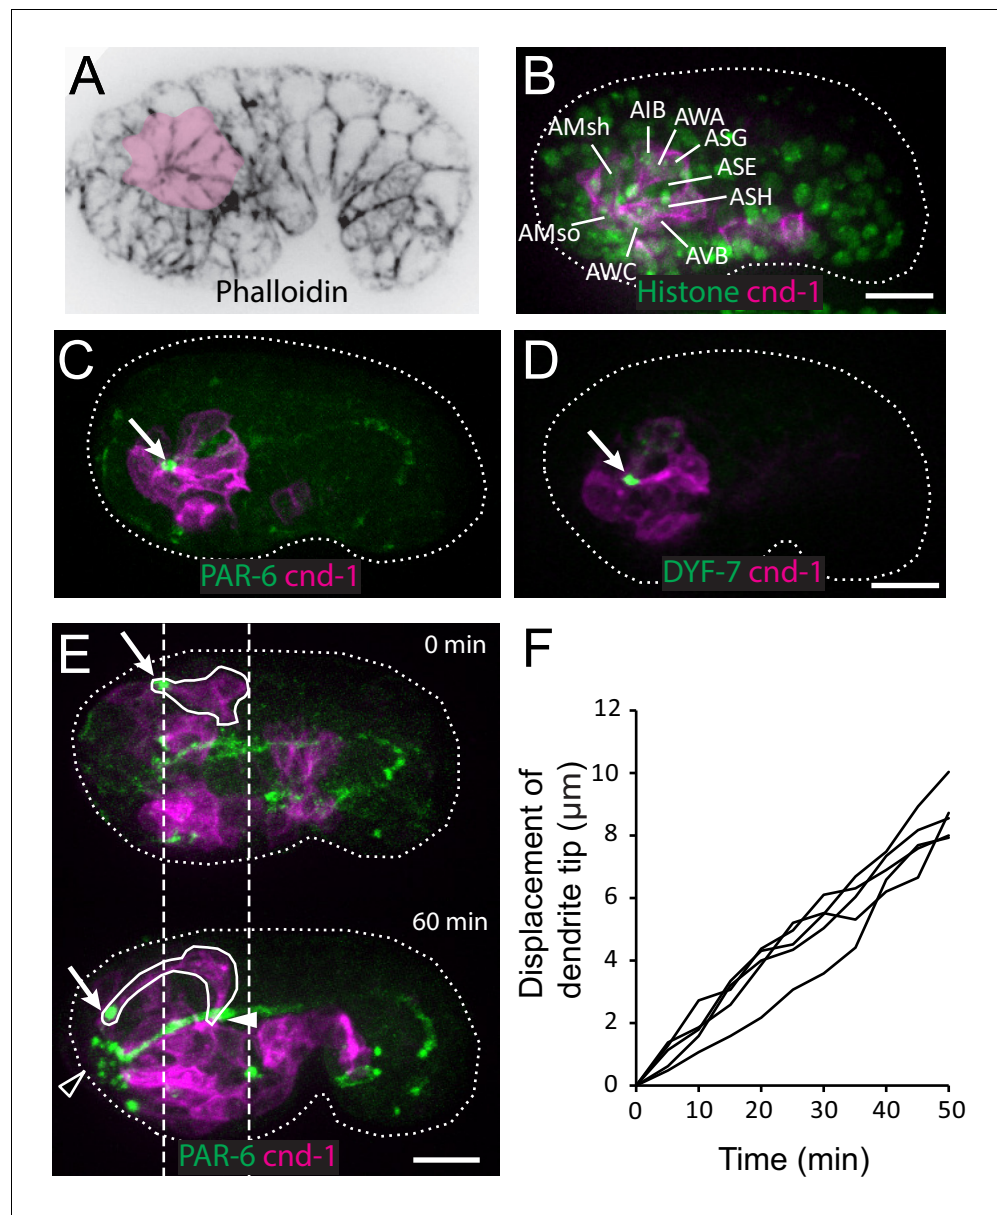 A
Phalloidin
B
AIB
AWA
AMsh
ASG
ASE
ASH
AMso
AVB
AWC
Histone cnd-1
C
PAR-6 cnd-1
D
DYF-7 cnd-1
E
0 min
60 min
PAR-6 cnd-1
F
Displacement of
dendrite tip (μm)
12
10
8
6
4
2
0
0 10 20 30 40 50
Time (min)